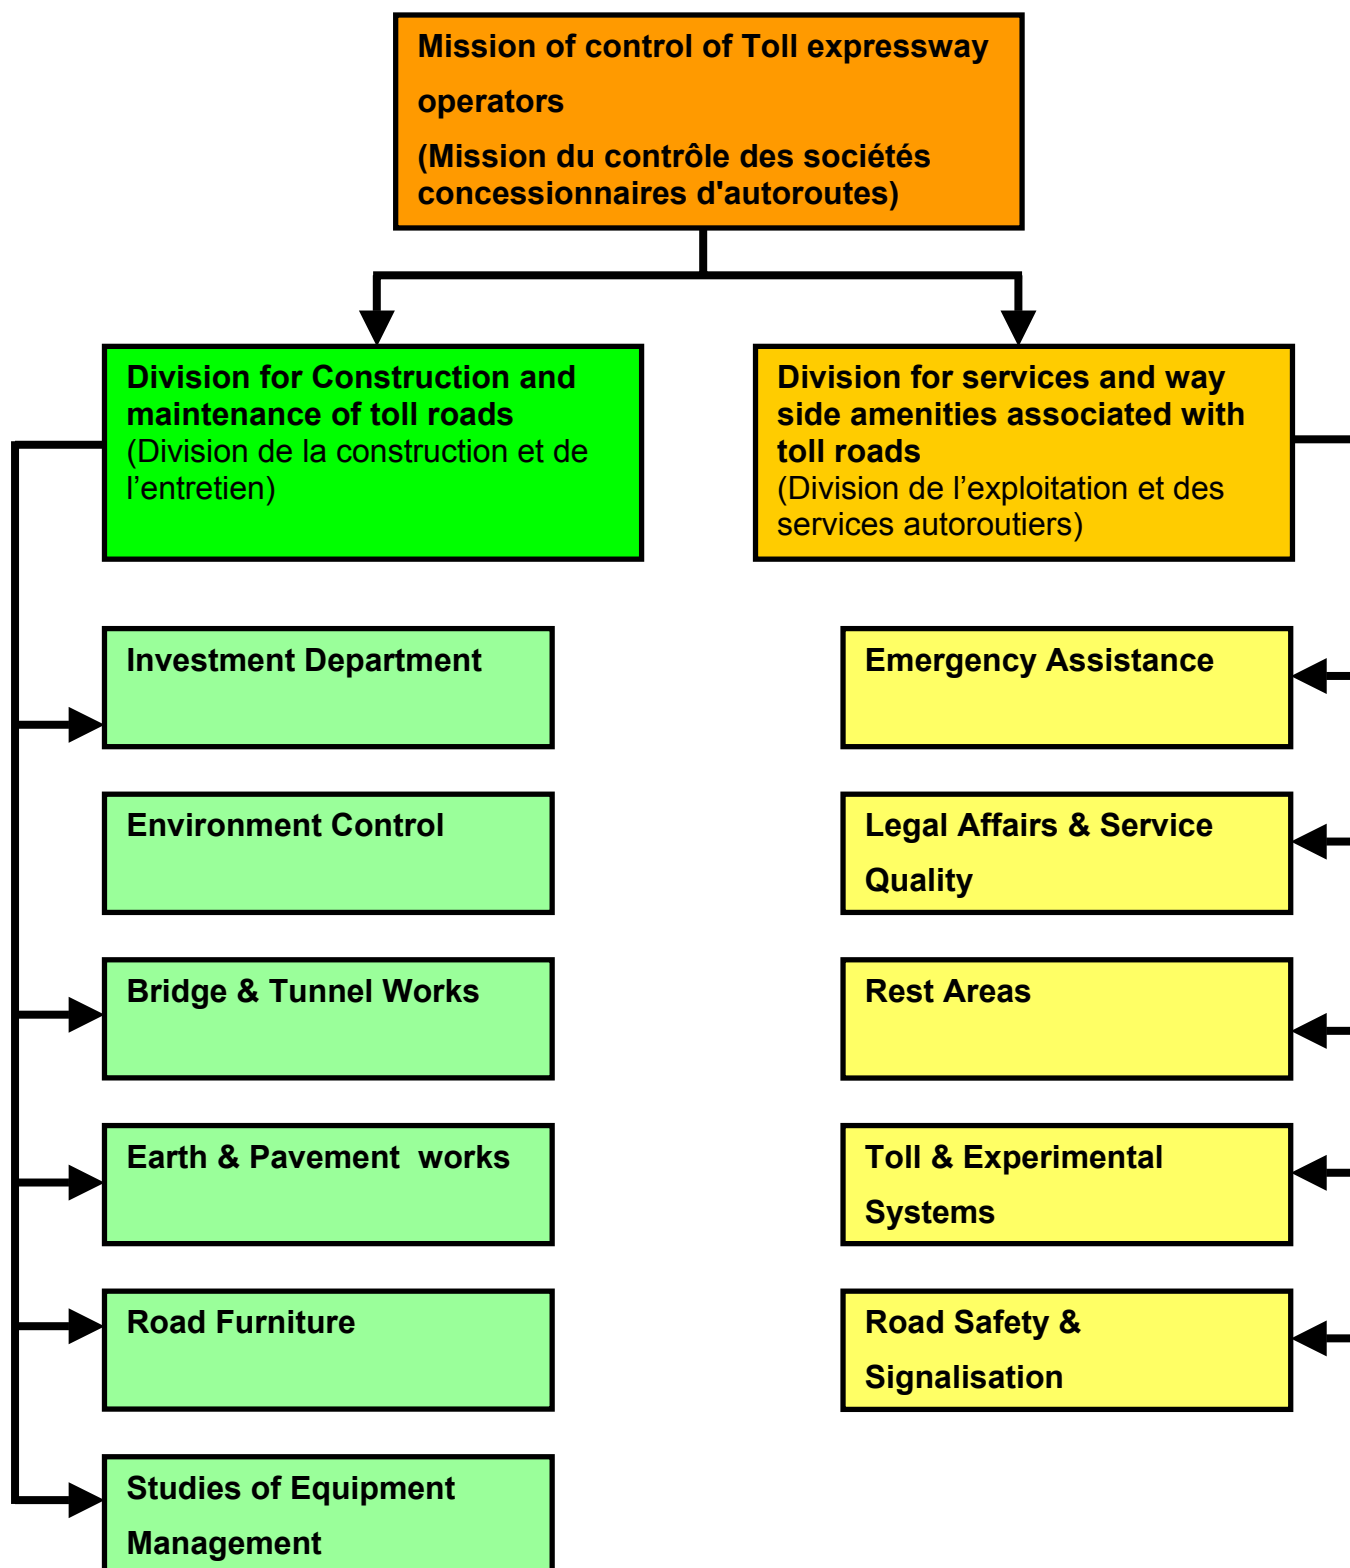 Mission of control of Toll expressway
operators
(Mission du contrôle des sociétés
concessionnaires d'autoroutes)
Division for Construction and
maintenance of toll roads
(Division de la construction et de
l’entretien)
Division for services and way
side amenities associated with
toll roads
(Division de l’exploitation et des
services autoroutiers)
Investment Department
Emergency Assistance
Environment Control
Legal Affairs & Service
Quality
Bridge & Tunnel Works
Rest Areas
Earth & Pavement  works
Toll & Experimental
Systems
Road Furniture
Road Safety &
Signalisation
Studies of Equipment
Management